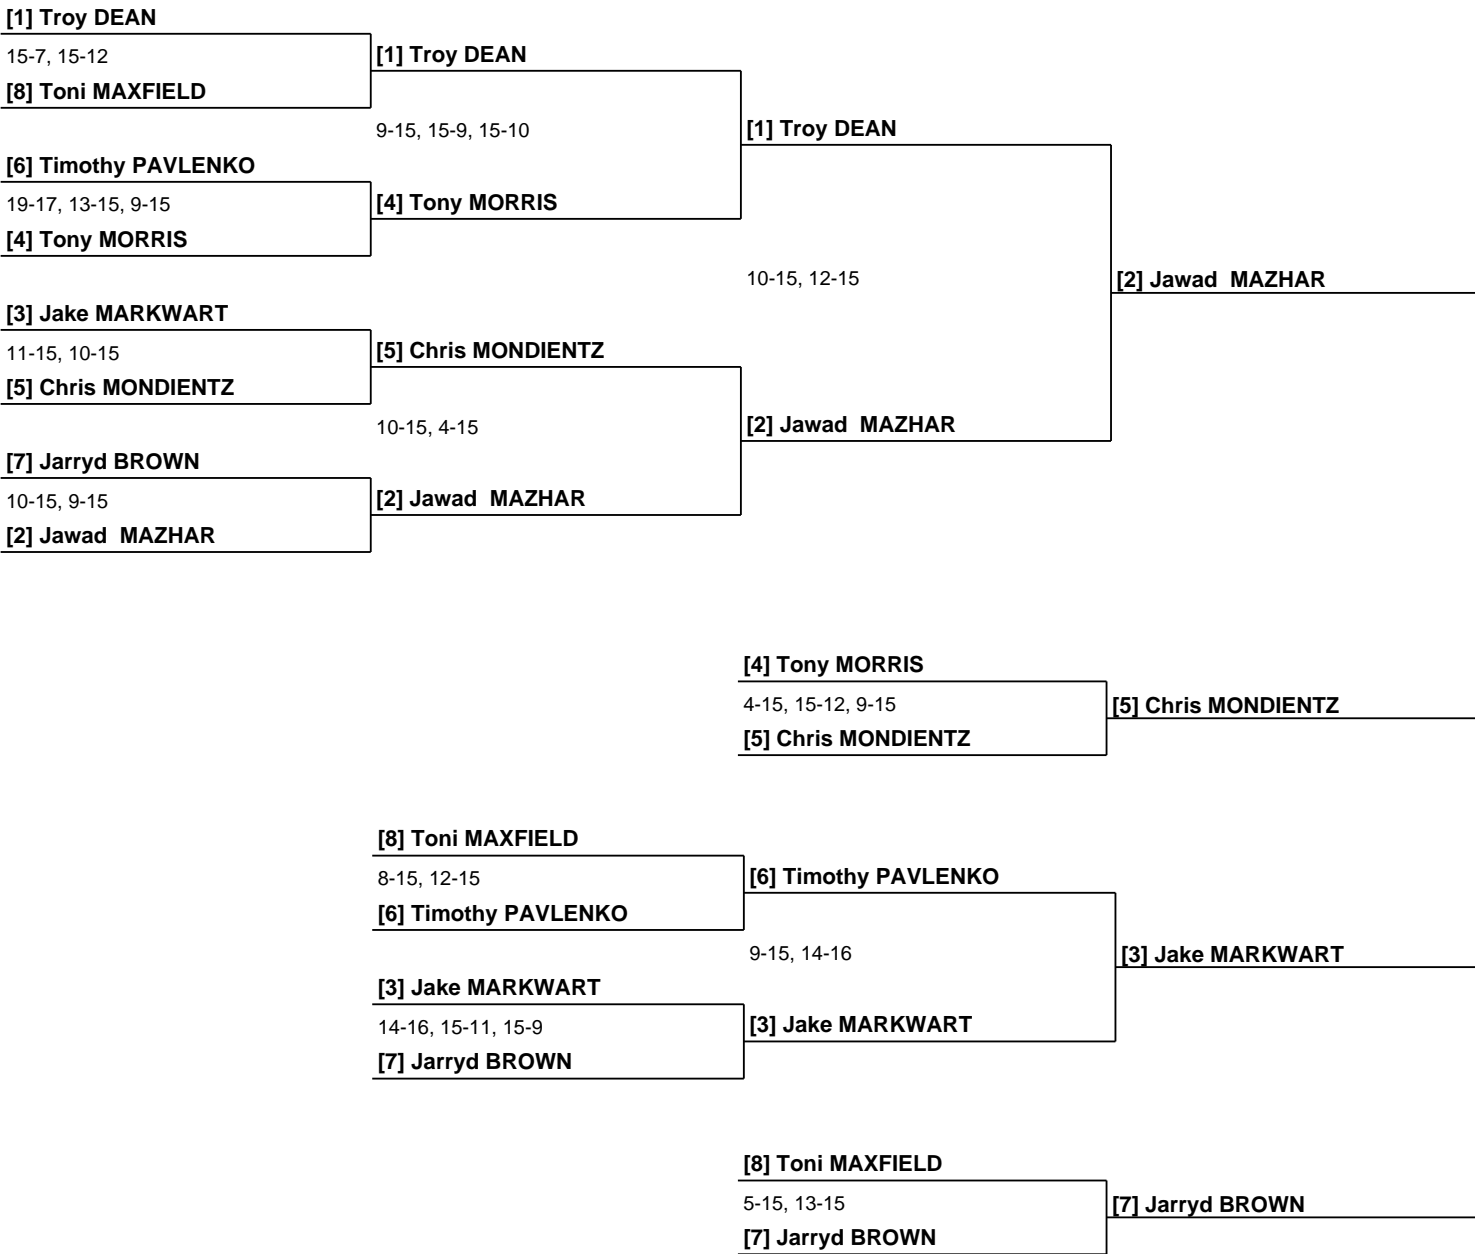 [1] Troy DEAN
15-7, 15-12
[8] Toni MAXFIELD
[1] Troy DEAN
9-15, 15-9, 15-10
[6] Timothy PAVLENKO
19-17, 13-15, 9-15
[4] Tony MORRIS
[4] Tony MORRIS
[1] Troy DEAN
10-15, 12-15
[3] Jake MARKWART
11-15, 10-15
[5] Chris MONDIENTZ
[5] Chris MONDIENTZ
10-15, 4-15
[7] Jarryd BROWN
10-15, 9-15
[2] Jawad  MAZHAR
[2] Jawad  MAZHAR
[2] Jawad  MAZHAR
[2] Jawad  MAZHAR
[4] Tony MORRIS
4-15, 15-12, 9-15
[5] Chris MONDIENTZ
[5] Chris MONDIENTZ
[8] Toni MAXFIELD
8-15, 12-15
[6] Timothy PAVLENKO
[6] Timothy PAVLENKO
9-15, 14-16
[3] Jake MARKWART
14-16, 15-11, 15-9
[7] Jarryd BROWN
[3] Jake MARKWART
[3] Jake MARKWART
[8] Toni MAXFIELD
5-15, 13-15
[7] Jarryd BROWN
[7] Jarryd BROWN